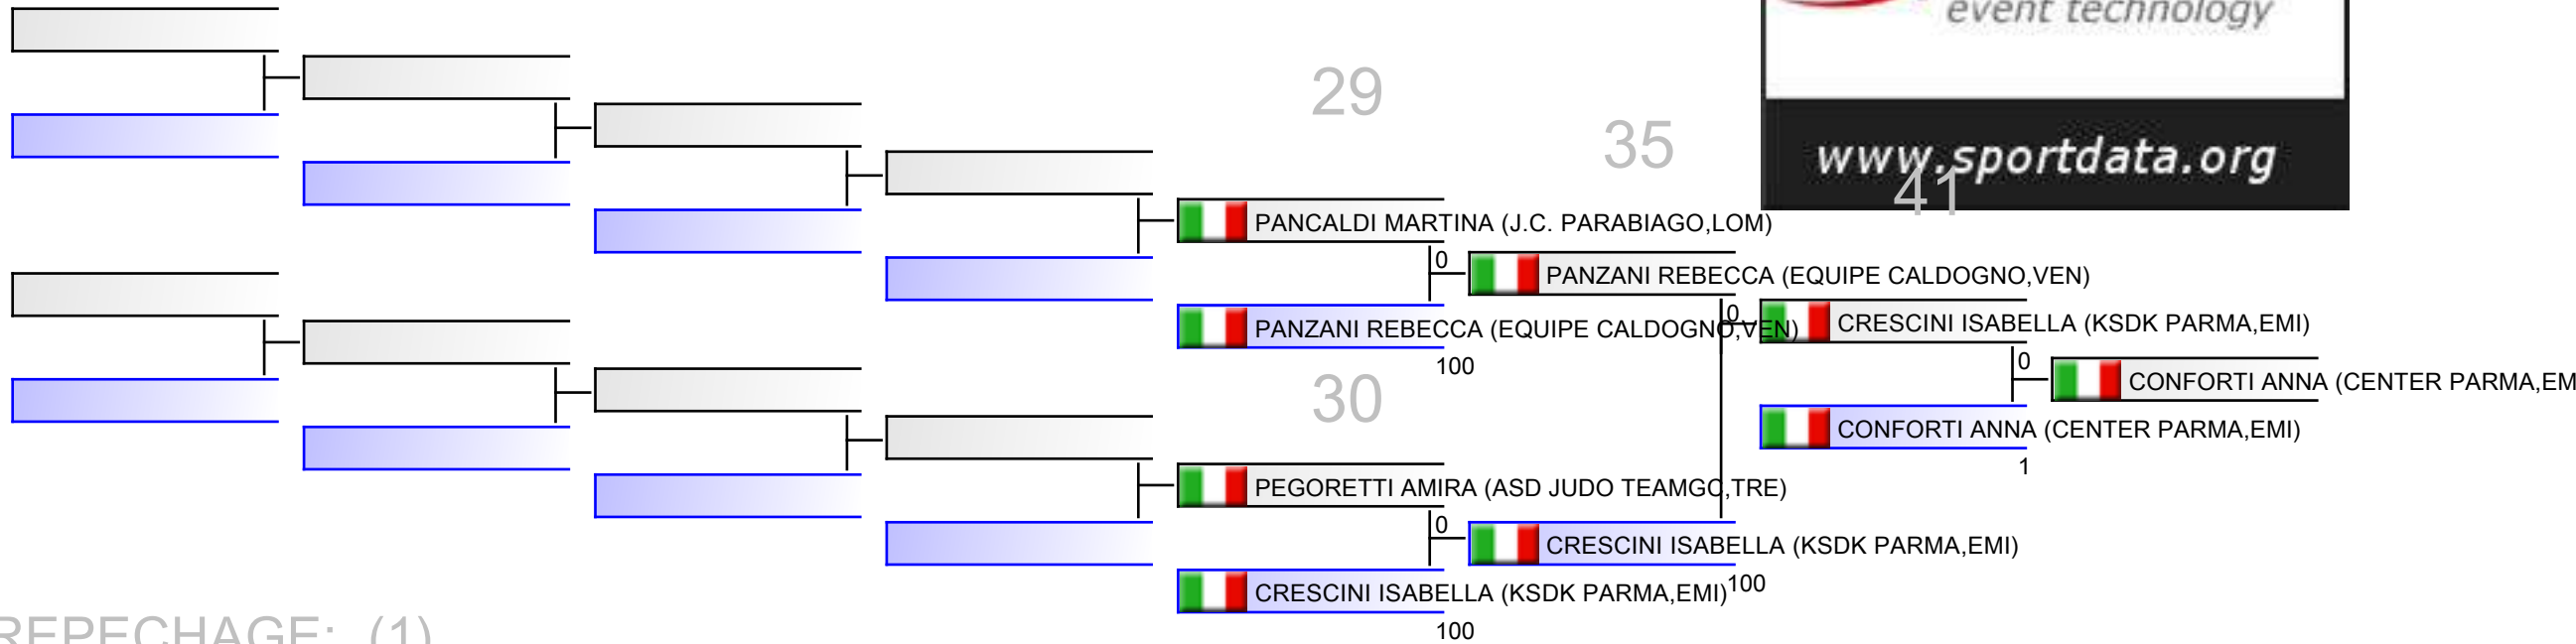 event technology
29
35
www.sportdata.org
41
PANCALDI MARTINA (J.C. PARABIAGO,LOM)
0
PANZANI REBECCA (EQUIPE CALDOGNO,VEN)
PANZANI REBECCA (EQUIPE CALDOGNO,VEN)
100
0
CRESCINI ISABELLA (KSDK PARMA,EMI)
0
CONFORTI ANNA (CENTER PARMA,EM
CONFORTI ANNA (CENTER PARMA,EMI)
1
30
PEGORETTI AMIRA (ASD JUDO TEAMGO,TRE)
0
CRESCINI ISABELLA (KSDK PARMA,EMI)
100
CRESCINI ISABELLA (KSDK PARMA,EMI)
100
REPECHAGE: (1)